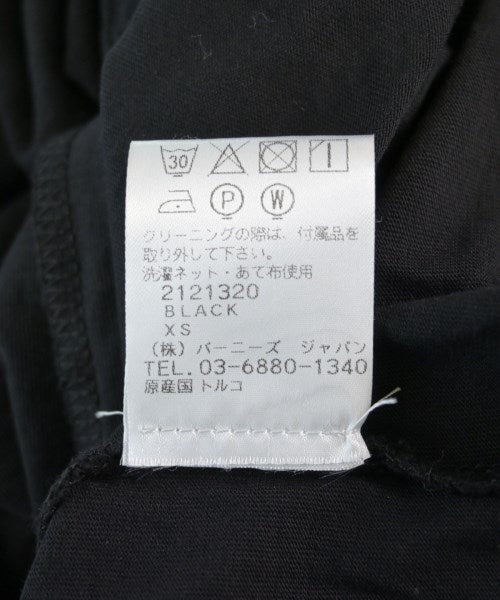 30
P W
クリーニングの際は、付属品を
取り外して下さい。
洗濯ネット・あて布使用
2121320
BLACK
XS
(株) バーニーズ ジャパン
TEL. 03-6880-1340
原産国 トルコ